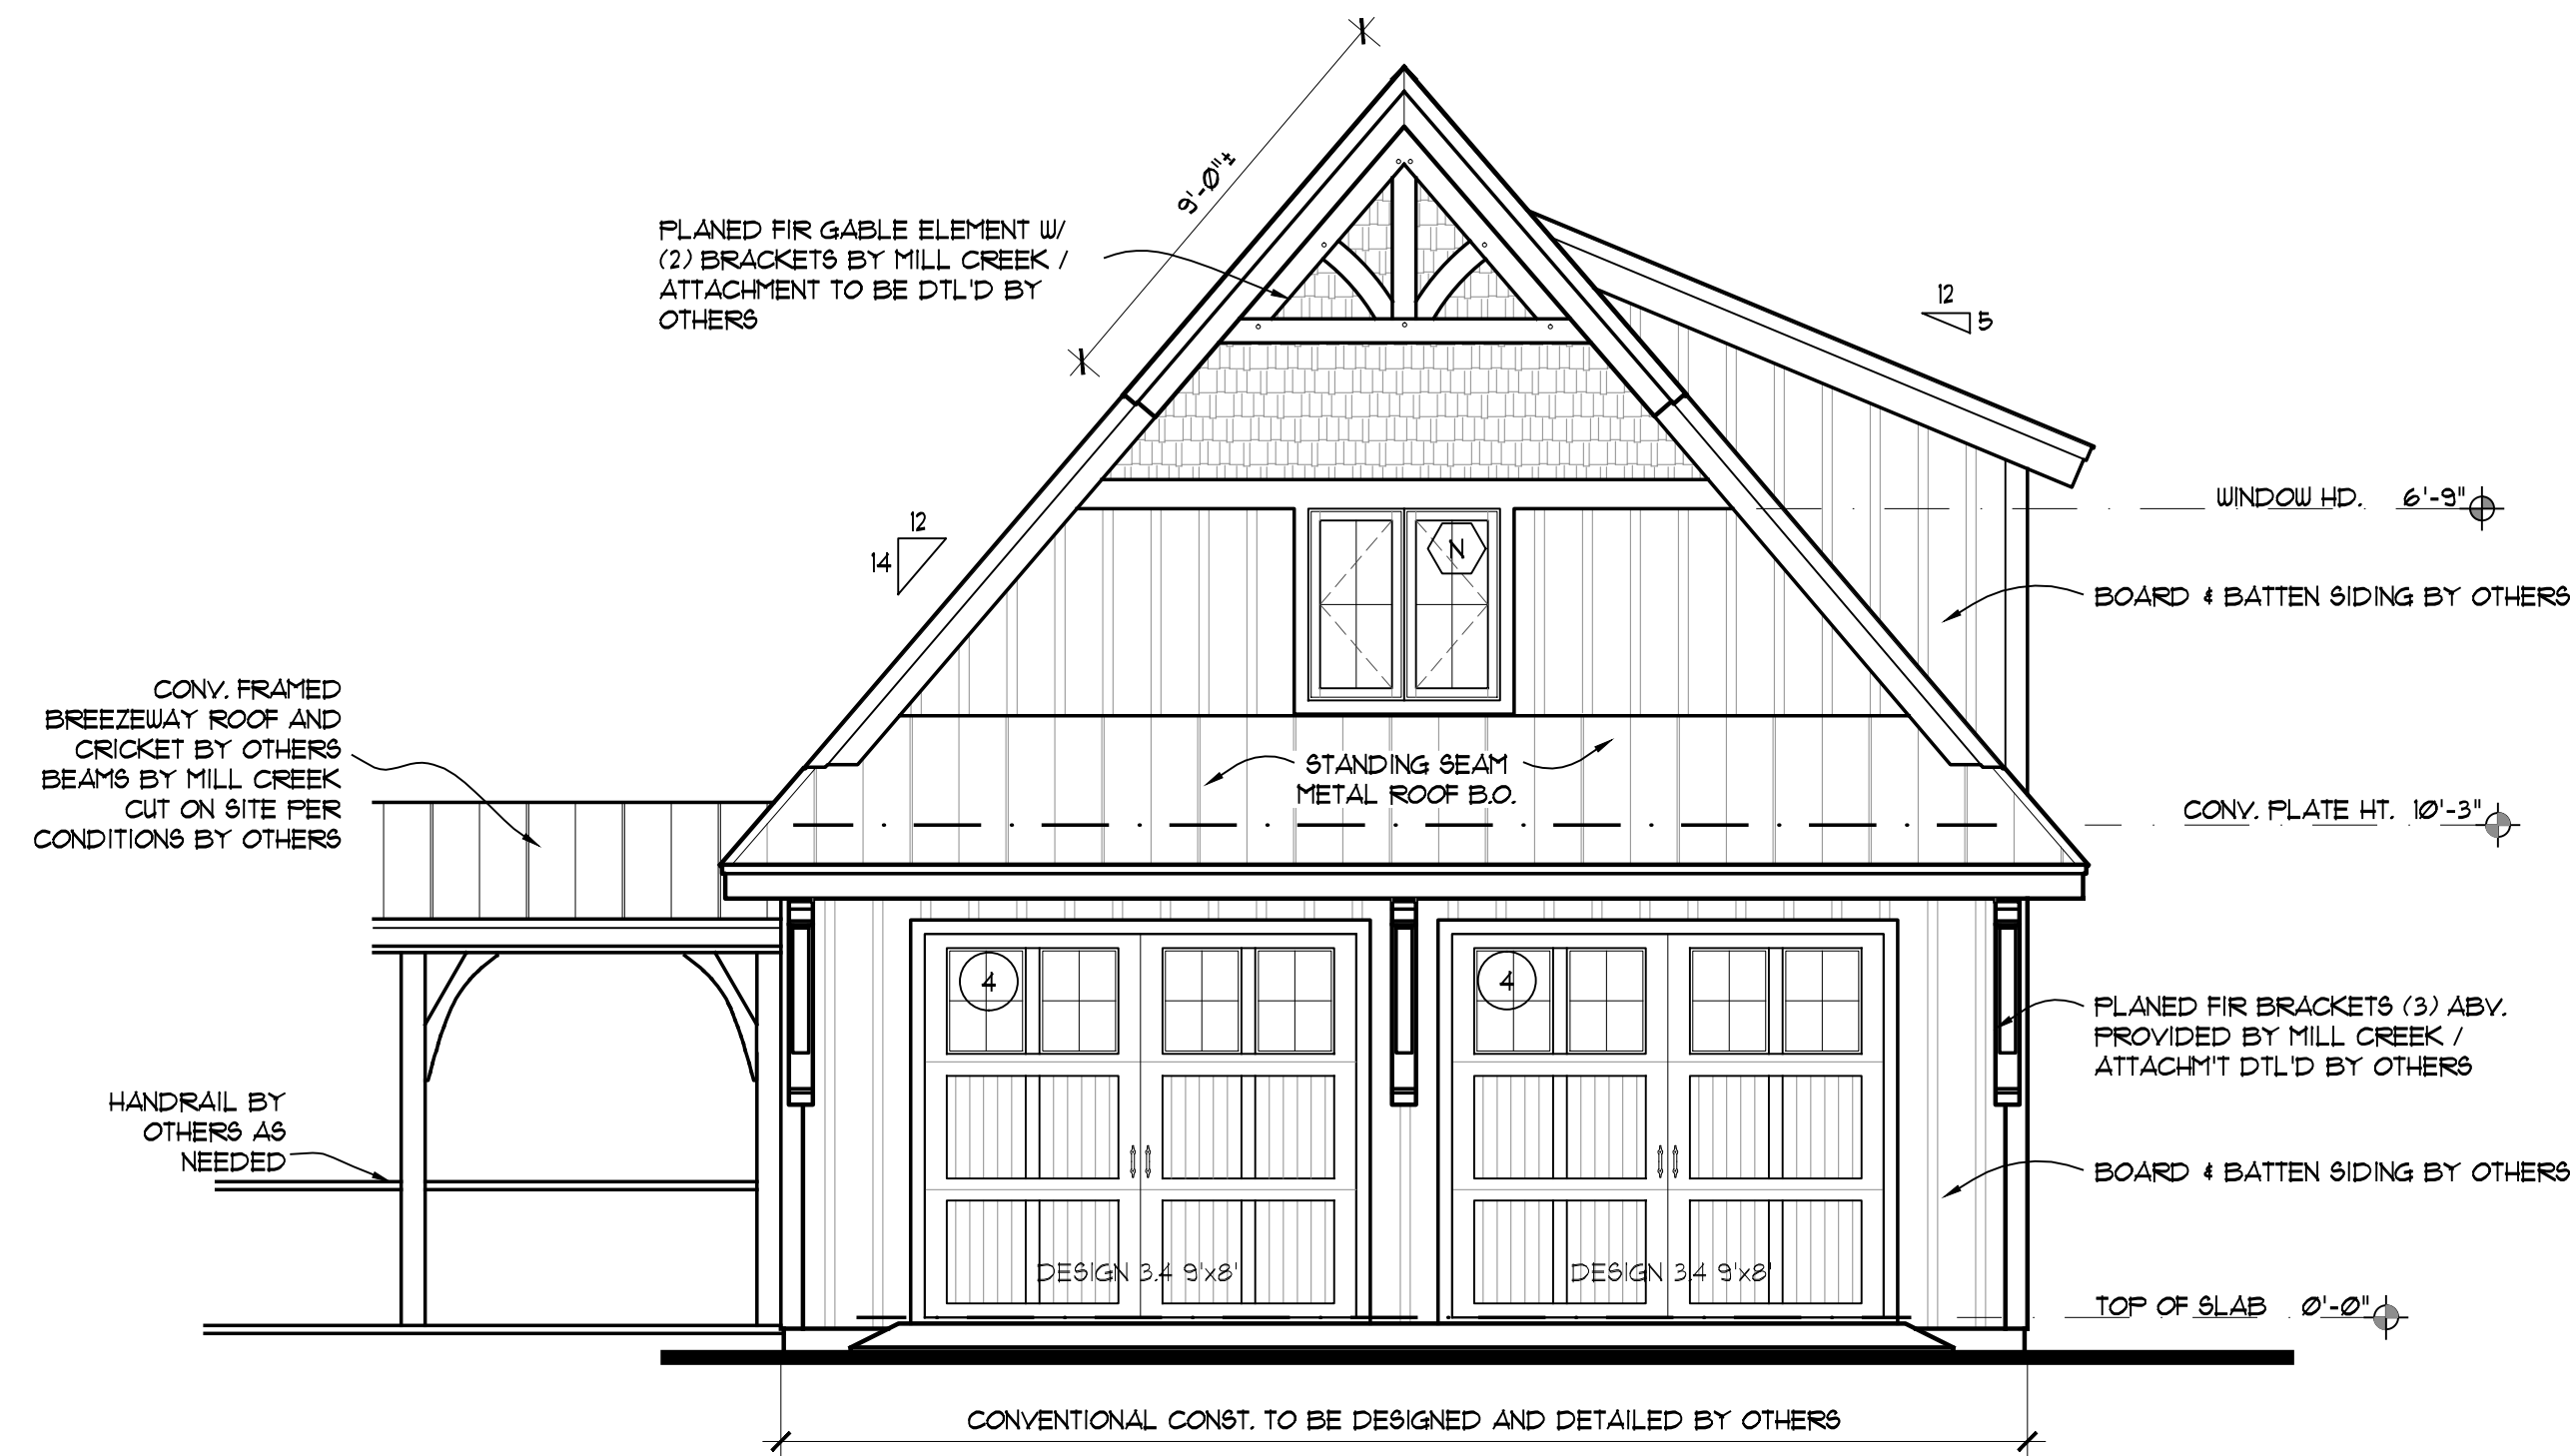 9'-0"±
PLANED FIR GABLE ELEMENT W/
(2) BRACKETS BY MILL CREEK /
ATTACHMENT TO BE DTL'D BY
OTHERS
12
5
WINDOW HD. 6'-9"
12
14
N
BOARD & BATTEN SIDING BY OTHERS
CONV. FRAMED
BREEZEWAY ROOF AND
CRICKET BY OTHERS
BEAMS BY MILL CREEK
CUT ON SITE PER
CONDITIONS BY OTHERS
STANDING SEAM
METAL ROOF B.O.
CONV. PLATE HT. 10'-3"
4
4
PLANED FIR BRACKETS (3) ABV.
PROVIDED BY MILL CREEK /
ATTACHM'T DTL'D BY OTHERS
HANDRAIL BY
OTHERS AS
NEEDED
BOARD & BATTEN SIDING BY OTHERS
DESIGN 3.4 9'x8'
DESIGN 3.4 9'x8'
TOP OF SLAB 0'-0"
CONVENTIONAL CONST. TO BE DESIGNED AND DETAILED BY OTHERS